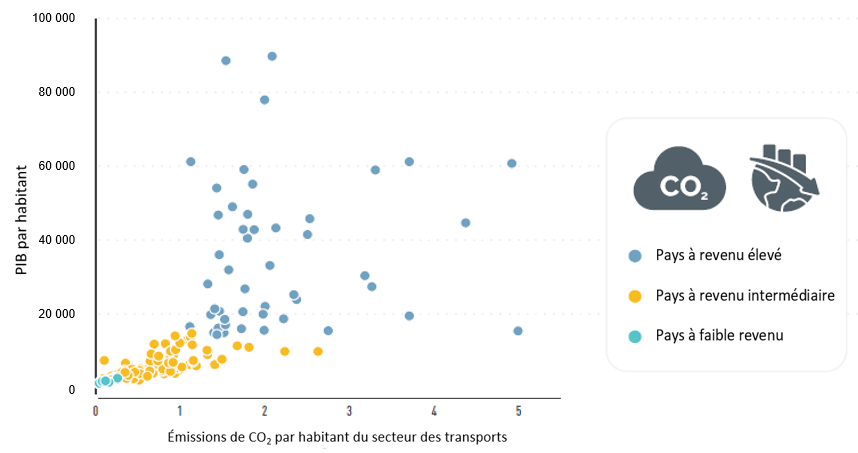 100 000
80 000
60 000
40 000
20 000
0
PIB par habitant
0 1 2 3 4 5
Émissions de CO₂ par habitant du secteur des transports
CO₂
Pays à revenu élevé
Pays à revenu intermédiaire
Pays à faible revenu